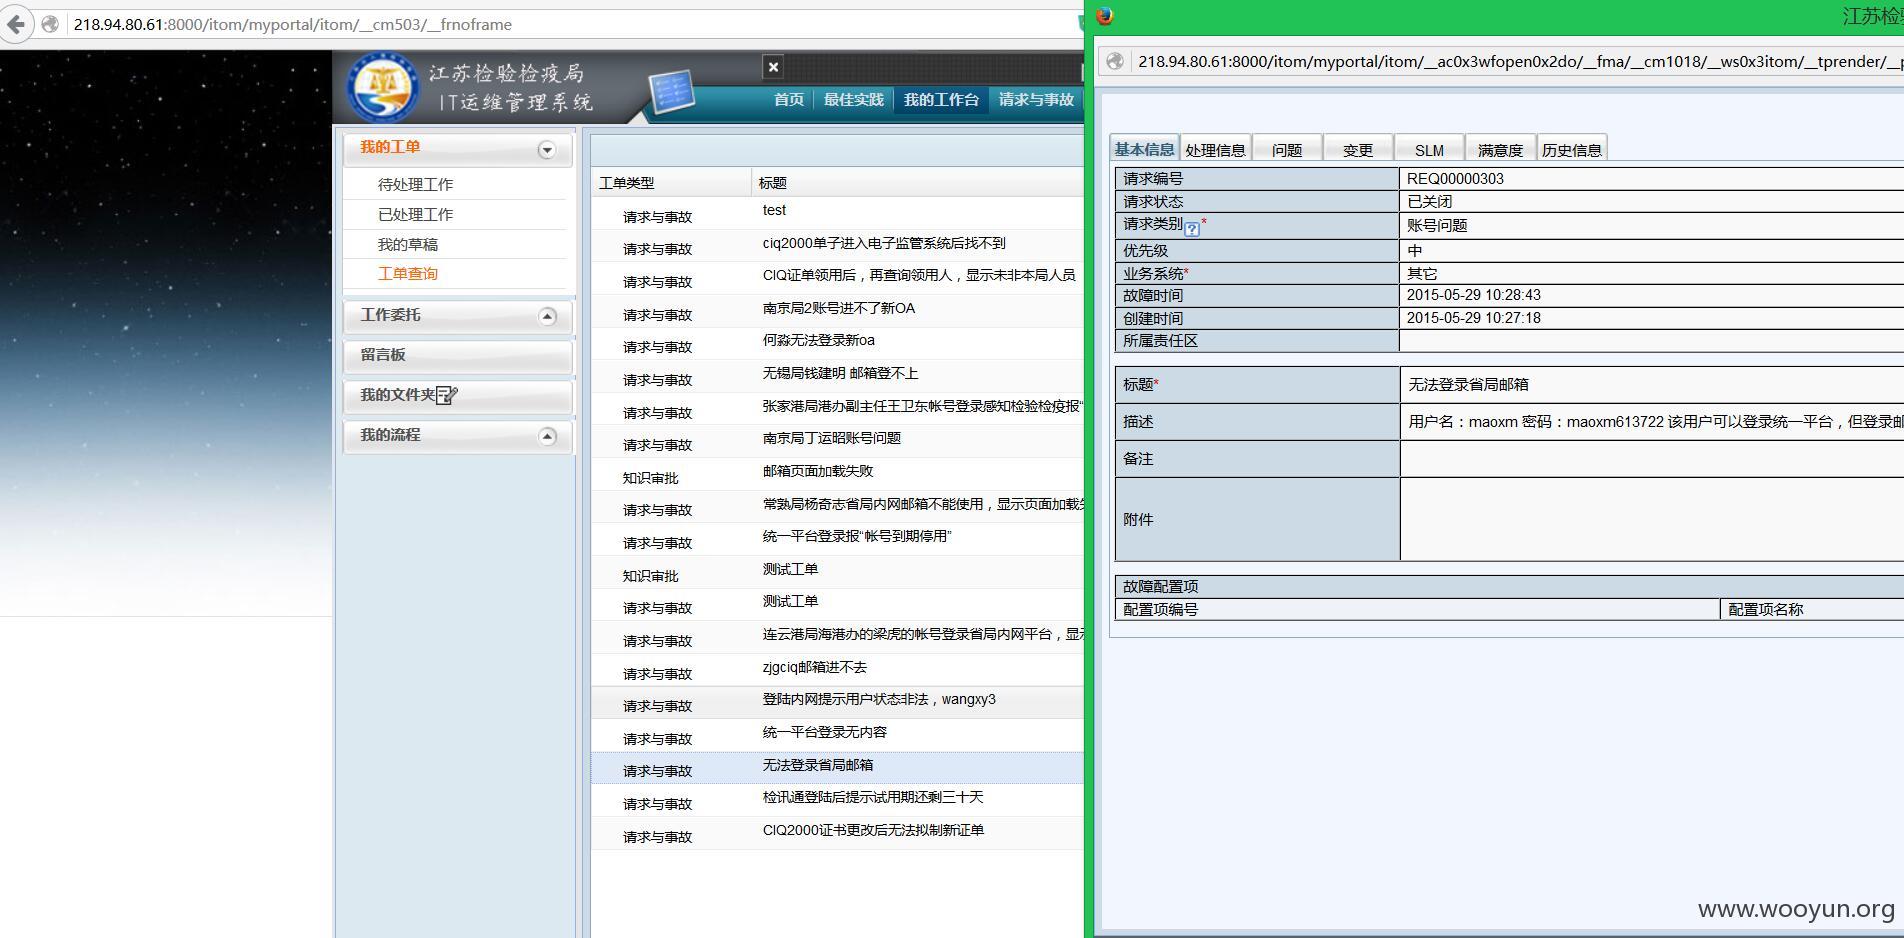 218.94.80.61:8000/itom/myportal/itom/__cm503/__frnoframe
江苏检验检疫局
IT运维管理系统
首页 最佳实践 我的工作台 请求与事故
我的工单
待处理工作
已处理工作
我的草稿
工单查询
工作委托
留言板
我的文件夹
我的流程
工单类型 标题
请求与事故 test
请求与事故 ciq2000单子进入电子监管系统后找不到
请求与事故 CIQ证单领用后，再查询领用人，显示未非本局人员
请求与事故 南京局2账号进不了新OA
请求与事故 何淼无法登录新oa
请求与事故 无锡局钱建明 邮箱登不上
请求与事故 张家港局港办副主任王卫东帐号登录感知检验检疫报“
请求与事故 南京局丁运昭账号问题
知识审批 邮箱页面加载失败
请求与事故 常熟局杨奇志省局内网邮箱不能使用，显示页面加载失
请求与事故 统一平台登录报“帐号到期停用”
知识审批 测试工单
请求与事故 测试工单
请求与事故 连云港局海港办的梁虎的帐号登录省局内网平台，显示
请求与事故 zjgciq邮箱进不去
请求与事故 登陆内网提示用户状态非法，wangxy3
请求与事故 统一平台登录无内容
请求与事故 无法登录省局邮箱
请求与事故 检讯通登陆后提示试用期还剩三十天
请求与事故 CIQ2000证书更改后无法拟制新证单
江苏检
218.94.80.61:8000/itom/myportal/itom/__ac0x3wfopen0x2do/__fma/__cm1018/__ws0x3itom/__tprender/__p
基本信息 处理信息 问题 变更 SLM 满意度 历史信息
请求编号 REQ00000303
请求状态 已关闭
请求类别?* 账号问题
优先级 中
业务系统* 其它
故障时间 2015-05-29 10:28:43
创建时间 2015-05-29 10:27:18
所属责任区
标题* 无法登录省局邮箱
描述 用户名：maoxm 密码：maoxm613722 该用户可以登录统一平台，但登录邮
备注
附件
故障配置项
配置项编号 配置项名称
www.wooyun.org